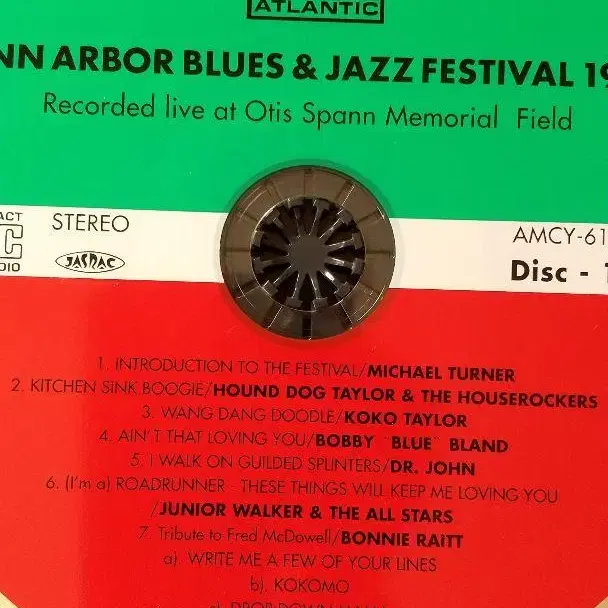 ATLANTIC
NN ARBOR BLUES & JAZZ FESTIVAL 19
Recorded live at Otis Spann Memorial Field
ACT
STEREO
AMCY-61
DIO
JASRAC
Disc -
1. INTRODUCTION TO THE FESTIVAL/MICHAEL TURNER
2. KITCHEN SINK BOOGIE/HOUND DOG TAYLOR & THE HOUSEROCKERS
3. WANG DANG DOODLE/KOKO TAYLOR
4. AIN'T THAT LOVING YOU/BOBBY "BLUE" BLAND
5. I WALK ON GUILDED SPLINTERS/DR. JOHN
6. (I'm a) ROADRUNNER - THESE THINGS WILL KEEP ME LOVING YOU
/JUNIOR WALKER & THE ALL STARS
7. Tribute to Fred McDowell/BONNIE RAITT
a). WRITE ME A FEW OF YOUR LINES
b). KOKOMO